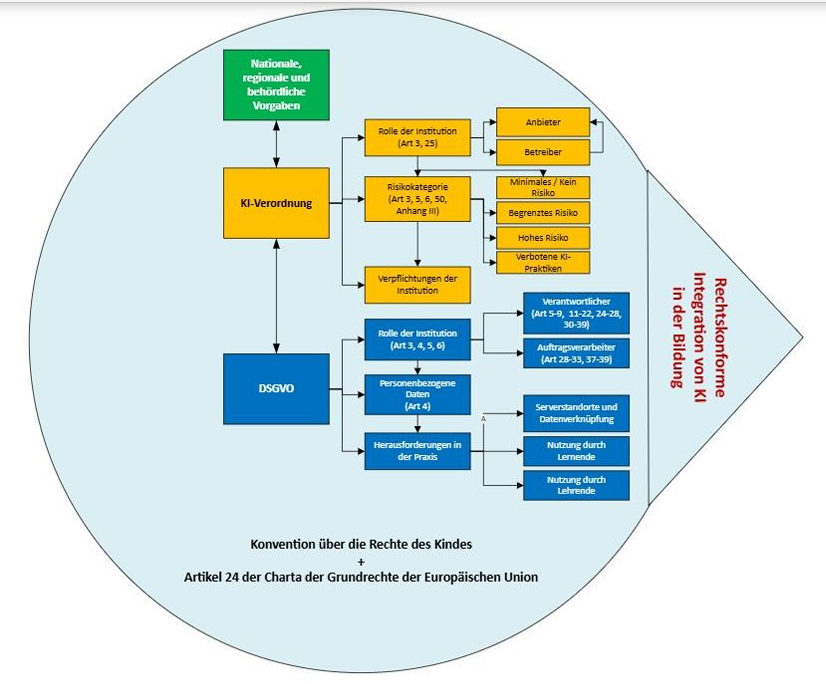 Nationale,
regionale und
behördliche
Vorgaben
KI-Verordnung
Rolle der Institution
(Art 3, 25)
Anbieter
Betreiber
Risikokategorie
(Art 3, 5, 6, 50,
Anhang III)
Minimales / Kein
Risiko
Begrenztes Risiko
Hohes Risiko
Verbotene KI-
Praktiken
Verpflichtungen der
Institution
DSGVO
Rolle der Institution
(Art 3, 4, 5, 6)
Verantwortlicher
(Art 5-9, 11-22, 24-28,
30-39)
Auftragsverarbeiter
(Art 28-33, 37-39)
Personenbezogene
Daten
(Art 4)
Herausforderungen in
der Praxis
A
Serverstandorte und
Datenverknüpfung
Nutzung durch
Lernende
Nutzung durch
Lehrende
Rechtskonforme
Integration von KI
in der Bildung
Konvention über die Rechte des Kindes
+
Artikel 24 der Charta der Grundrechte der Europäischen Union